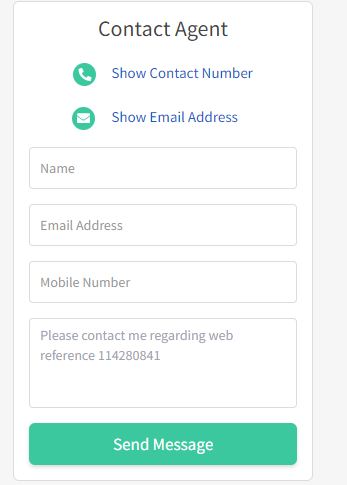 Contact Agent
Show Contact Number
Show Email Address
Name
Email Address
Mobile Number
Please contact me regarding web
reference 114280841
Send Message